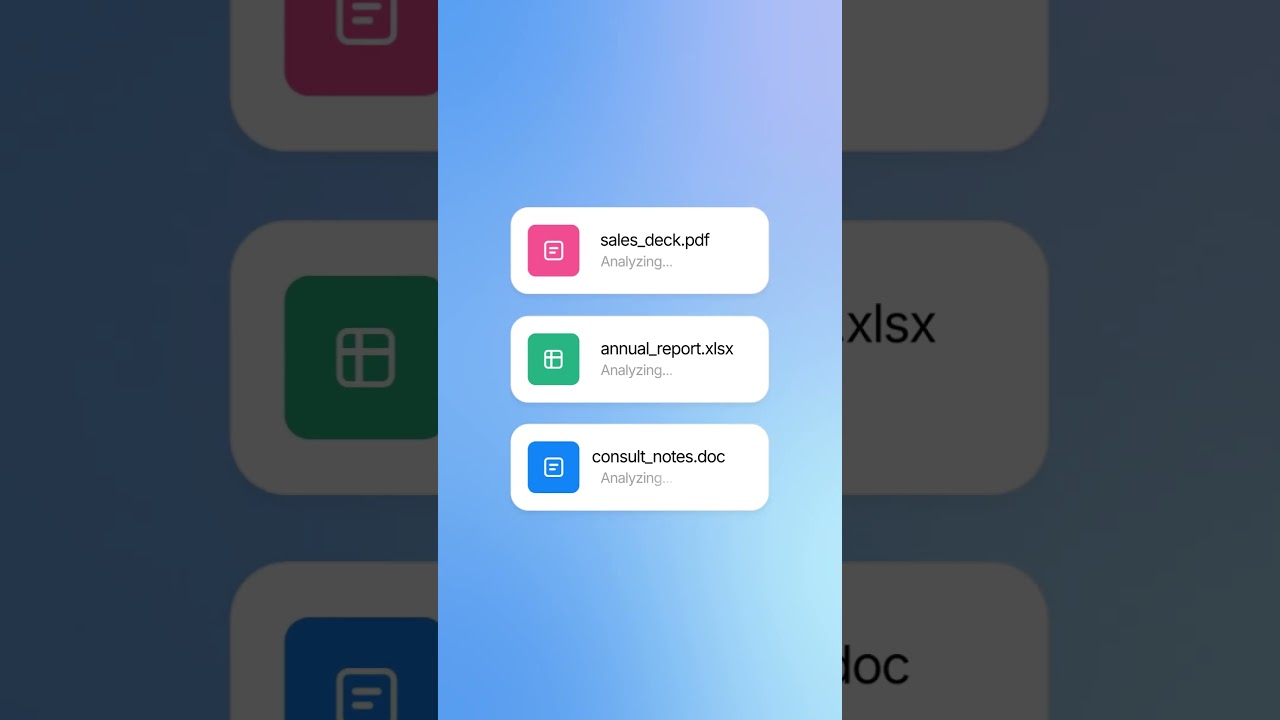 sales_deck.pdf
Analyzing...
annual_report.xlsx
Analyzing...
consult_notes.doc
Analyzing...
.xlsx
doc